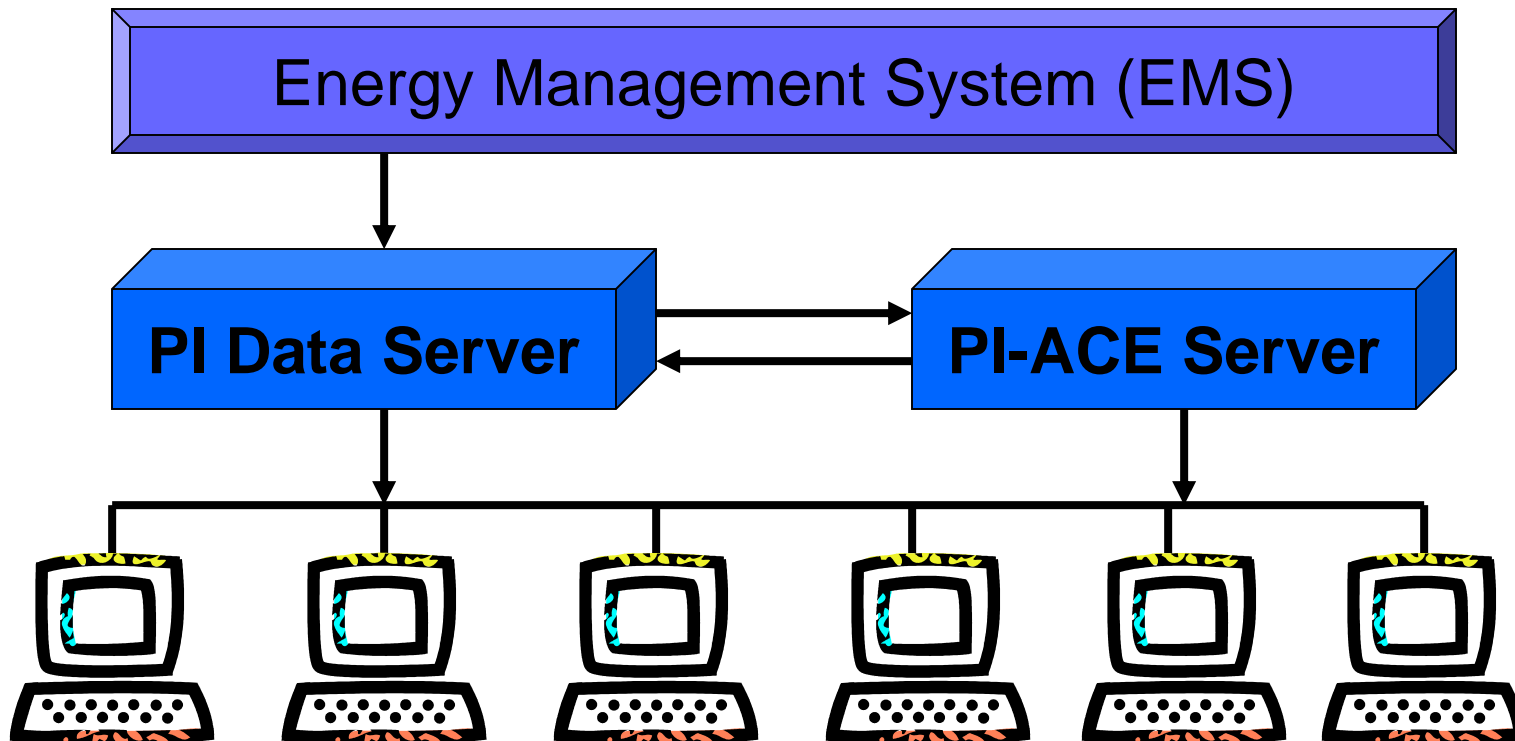 Energy Management System (EMS)
PI Data Server
PI-ACE Server